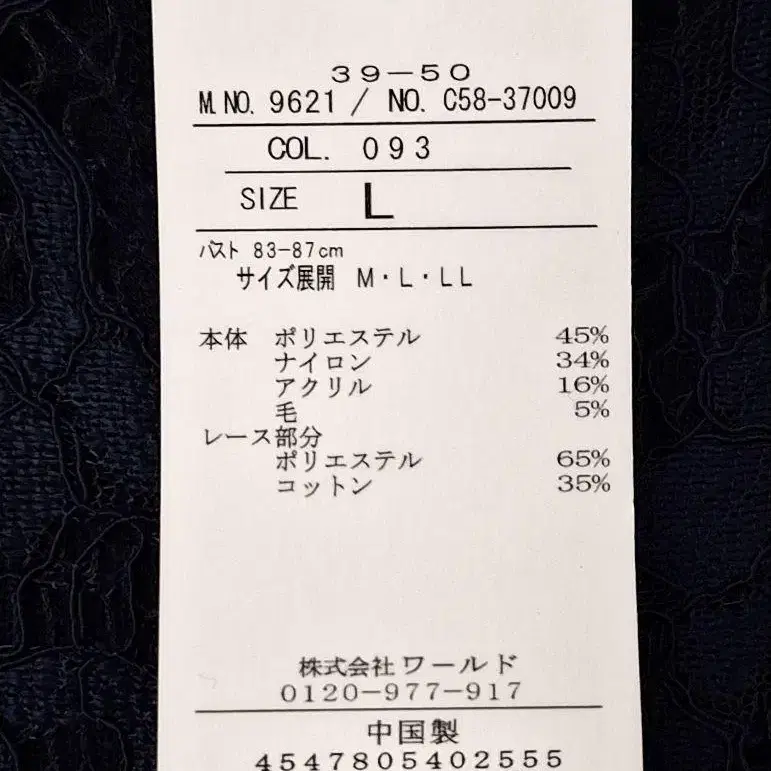 39-50
M.NO. 9621 / NO. C58-37009
COL. 093
SIZE L
バスト 83-87cm
サイズ展開 M・L・LL
本体 ポリエステル 45%
ナイロン 34%
アクリル 16%
毛 5%
レース部分
ポリエステル 65%
コットン 35%
株式会社ワールド
0120-977-917
中国製
4547805402555